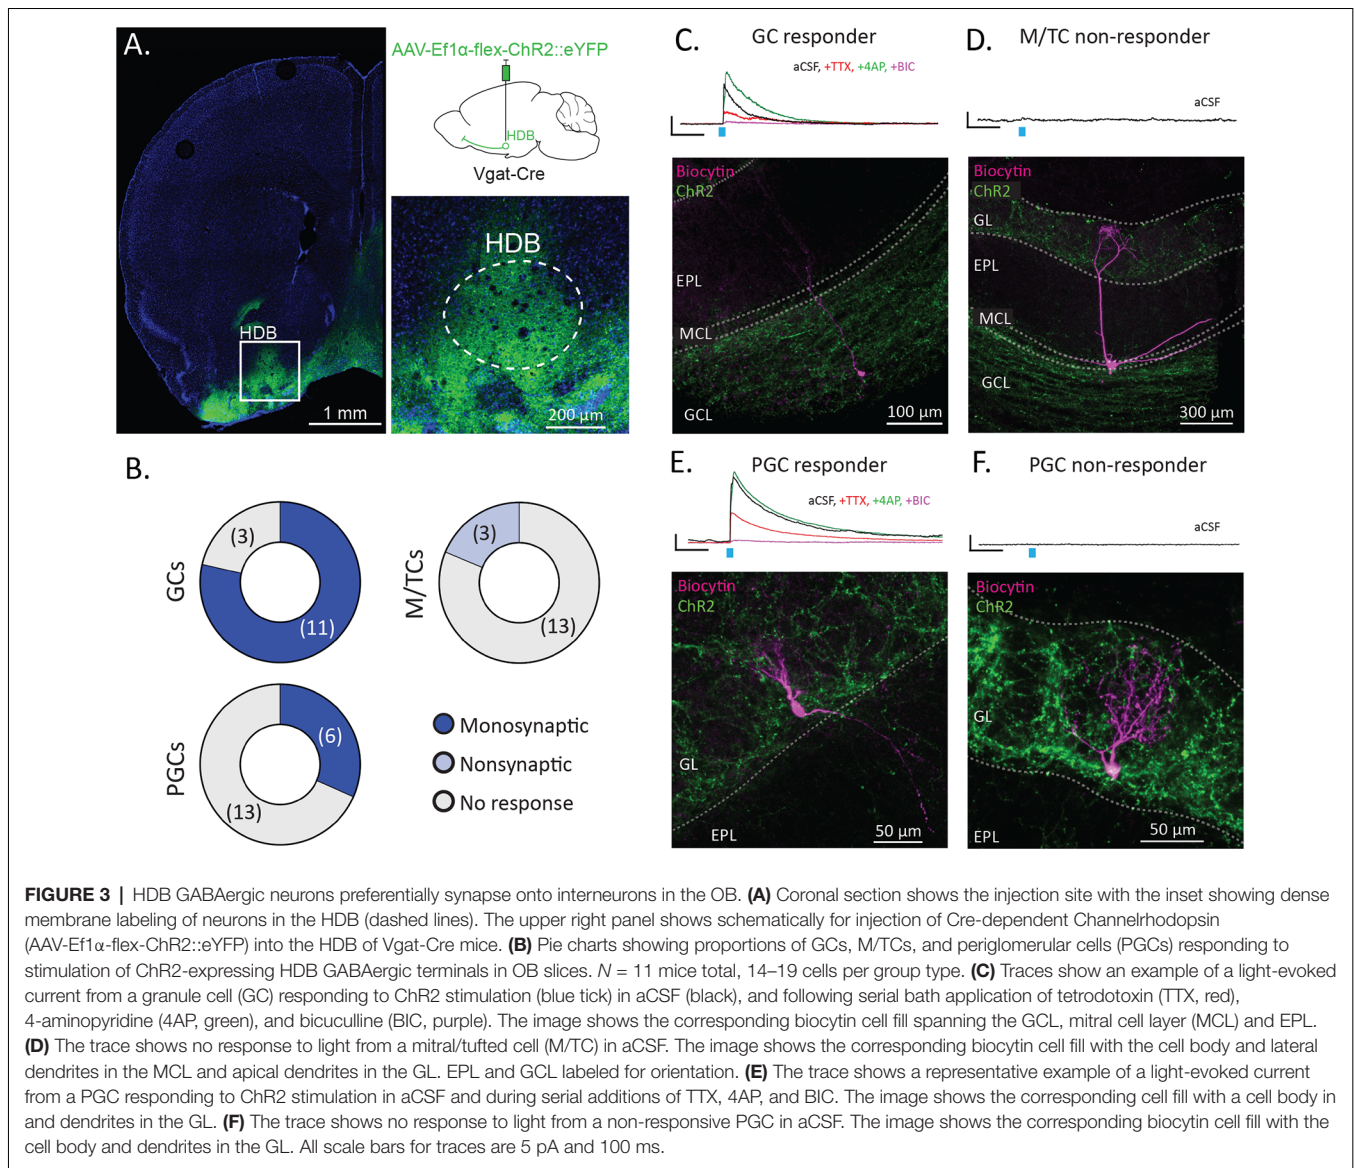 A.
AAV-Ef1α-flex-ChR2::eYFP
HDB
Vgat-Cre
HDB
1 mm
HDB
200 µm
B.
GCs
(3)
(11)
M/TCs
(3)
(13)
PGCs
(6)
(13)
Monosynaptic
Nonsynaptic
No response
C.
GC responder
aCSF, +TTX, +4AP, +BIC
Biocytin
ChR2
EPL
MCL
GCL
100 µm
D.
M/TC non-responder
aCSF
Biocytin
ChR2
GL
EPL
MCL
GCL
300 µm
E.
PGC responder
aCSF, +TTX, +4AP, +BIC
Biocytin
ChR2
GL
EPL
50 µm
F.
PGC non-responder
aCSF
Biocytin
ChR2
GL
EPL
50 µm
FIGURE 3 | HDB GABAergic neurons preferentially synapse onto interneurons in the OB. (A) Coronal section shows the injection site with the inset showing dense
membrane labeling of neurons in the HDB (dashed lines). The upper right panel shows schematically for injection of Cre-dependent Channelrhodopsin
(AAV-Ef1α-flex-ChR2::eYFP) into the HDB of Vgat-Cre mice. (B) Pie charts showing proportions of GCs, M/TCs, and periglomerular cells (PGCs) responding to
stimulation of ChR2-expressing HDB GABAergic terminals in OB slices. N = 11 mice total, 14–19 cells per group type. (C) Traces show an example of a light-evoked
current from a granule cell (GC) responding to ChR2 stimulation (blue tick) in aCSF (black), and following serial bath application of tetrodotoxin (TTX, red),
4-aminopyridine (4AP, green), and bicuculline (BIC, purple). The image shows the corresponding biocytin cell fill spanning the GCL, mitral cell layer (MCL) and EPL.
(D) The trace shows no response to light from a mitral/tufted cell (M/TC) in aCSF. The image shows the corresponding biocytin cell fill with the cell body and lateral
dendrites in the MCL and apical dendrites in the GL. EPL and GCL labeled for orientation. (E) The trace shows a representative example of a light-evoked current
from a PGC responding to ChR2 stimulation in aCSF and during serial additions of TTX, 4AP, and BIC. The image shows the corresponding cell fill with a cell body in
and dendrites in the GL. (F) The trace shows no response to light from a non-responsive PGC in aCSF. The image shows the corresponding biocytin cell fill with the
cell body and dendrites in the GL. All scale bars for traces are 5 pA and 100 ms.